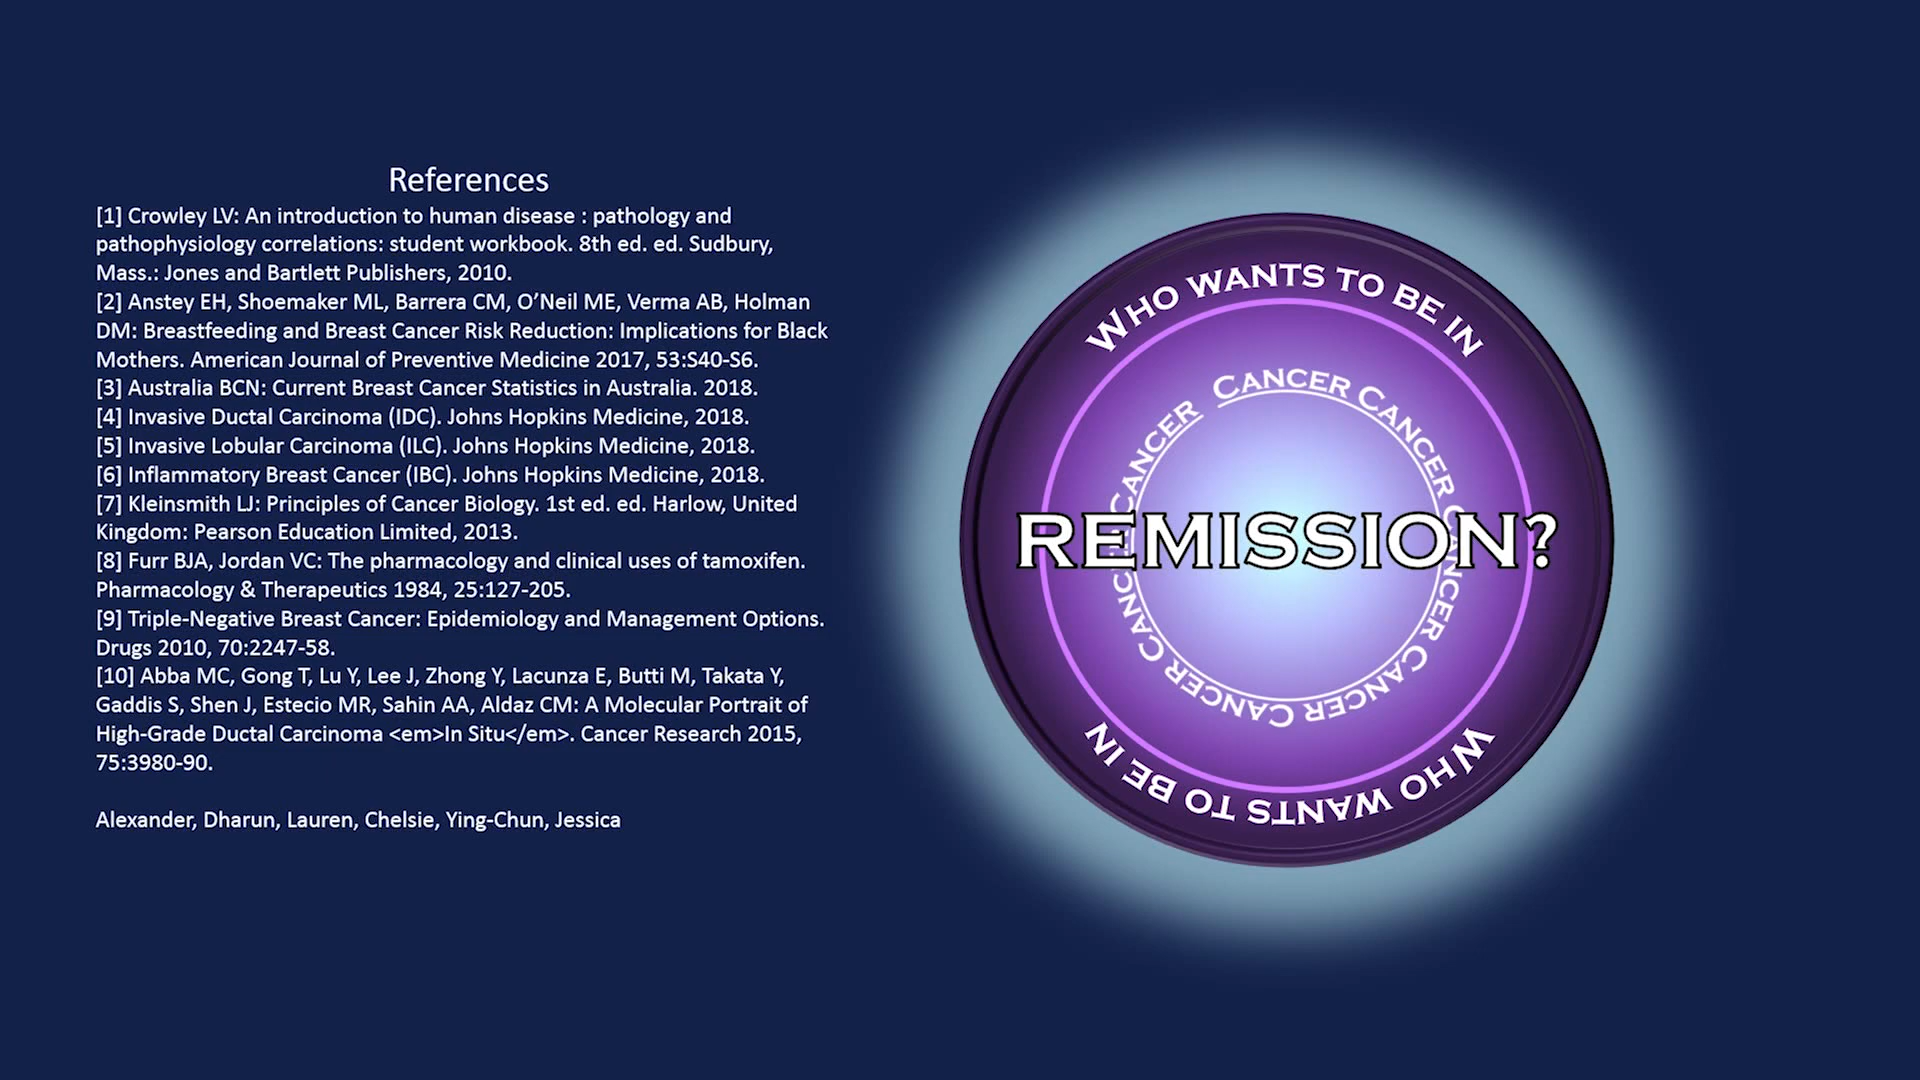 References
[1] Crowley LV: An introduction to human disease : pathology and
pathophysiology correlations: student workbook. 8th ed. ed. Sudbury,
Mass.: Jones and Bartlett Publishers, 2010.
[2] Anstey EH, Shoemaker ML, Barrera CM, O’Neil ME, Verma AB, Holman
DM: Breastfeeding and Breast Cancer Risk Reduction: Implications for Black
Mothers. American Journal of Preventive Medicine 2017, 53:S40-S6.
[3] Australia BCN: Current Breast Cancer Statistics in Australia. 2018.
[4] Invasive Ductal Carcinoma (IDC). Johns Hopkins Medicine, 2018.
[5] Invasive Lobular Carcinoma (ILC). Johns Hopkins Medicine, 2018.
[6] Inflammatory Breast Cancer (IBC). Johns Hopkins Medicine, 2018.
[7] Kleinsmith LJ: Principles of Cancer Biology. 1st ed. ed. Harlow, United
Kingdom: Pearson Education Limited, 2013.
[8] Furr BJA, Jordan VC: The pharmacology and clinical uses of tamoxifen.
Pharmacology & Therapeutics 1984, 25:127-205.
[9] Triple-Negative Breast Cancer: Epidemiology and Management Options.
Drugs 2010, 70:2247-58.
[10] Abba MC, Gong T, Lu Y, Lee J, Zhong Y, Lacunza E, Butti M, Takata Y,
Gaddis S, Shen J, Estecio MR, Sahin AA, Aldaz CM: A Molecular Portrait of
High-Grade Ductal Carcinoma <em>In Situ</em>. Cancer Research 2015,
75:3980-90.
Alexander, Dharun, Lauren, Chelsie, Ying-Chun, Jessica
WHO WANTS TO BE IN
CANCER CANCER CANCER CANCER CANCER CANCER CANCER CANCER CANCER
REMISSION?
WHO WANTS TO BE IN